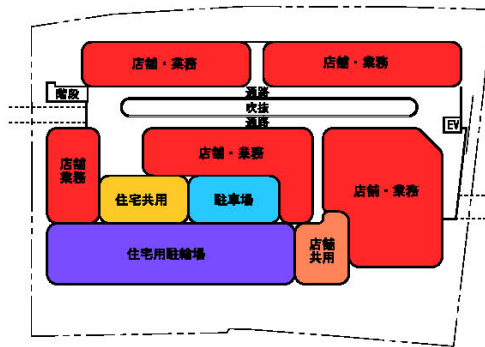 店舗・業務
店舗・業務
階段
通路
吹抜
通路
EV
店舗
業務
店舗・業務
店舗・業務
住宅共用
駐車場
住宅用駐輪場
店舗
共用